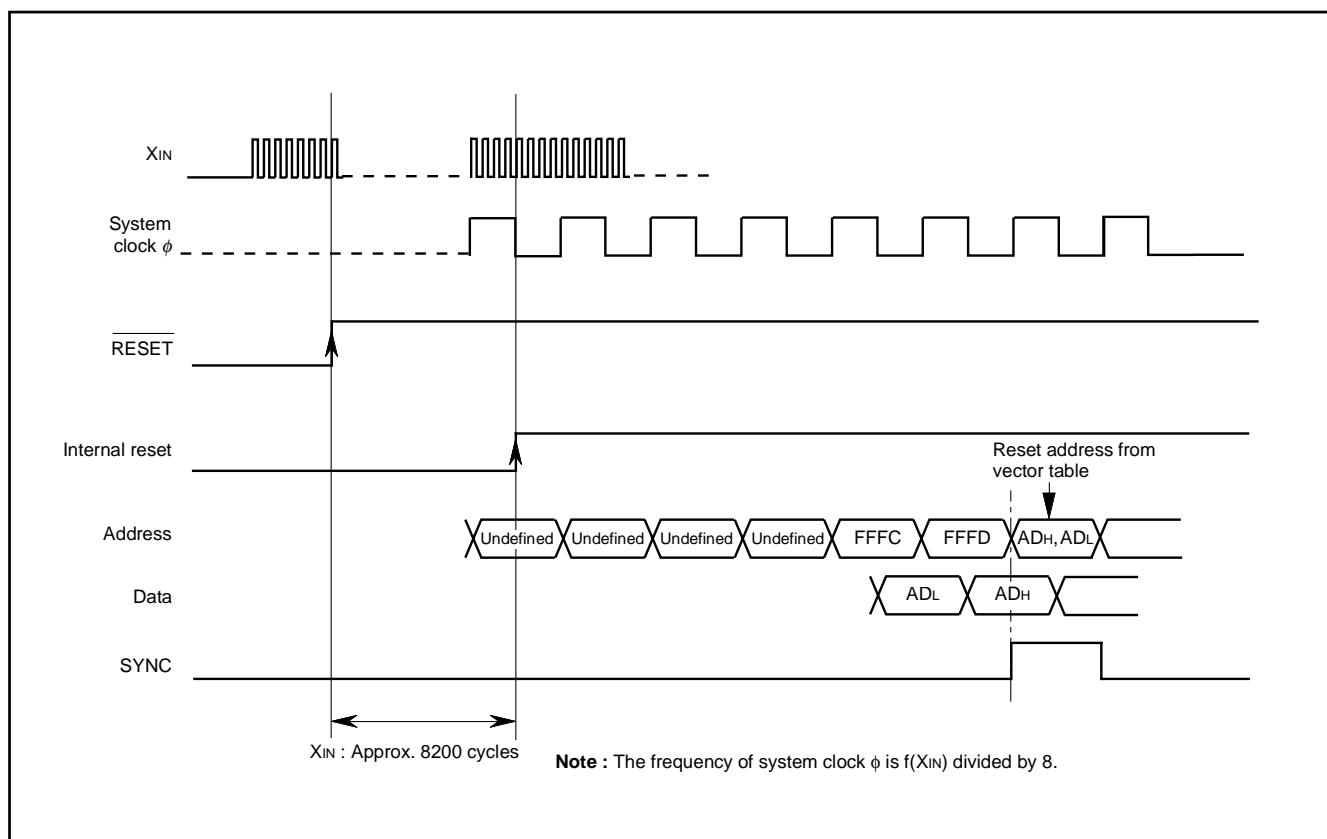 XIN
System
clock ϕ
RESET
Internal reset
Reset address from
vector table
Address
Undefined Undefined Undefined Undefined FFFC FFFD ADH, ADL
Data
ADL ADH
SYNC
XIN : Approx. 8200 cycles
Note : The frequency of system clock ϕ is f(XIN) divided by 8.